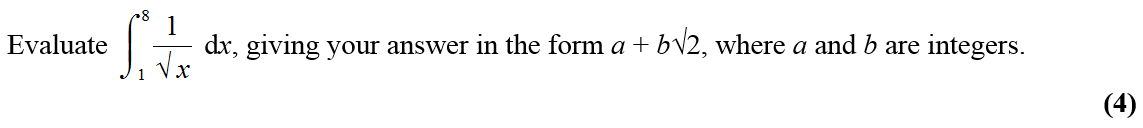 Evaluate ∫₁⁸ 1/√x dx, giving your answer in the form a + b√2, where a and b are integers.
(4)